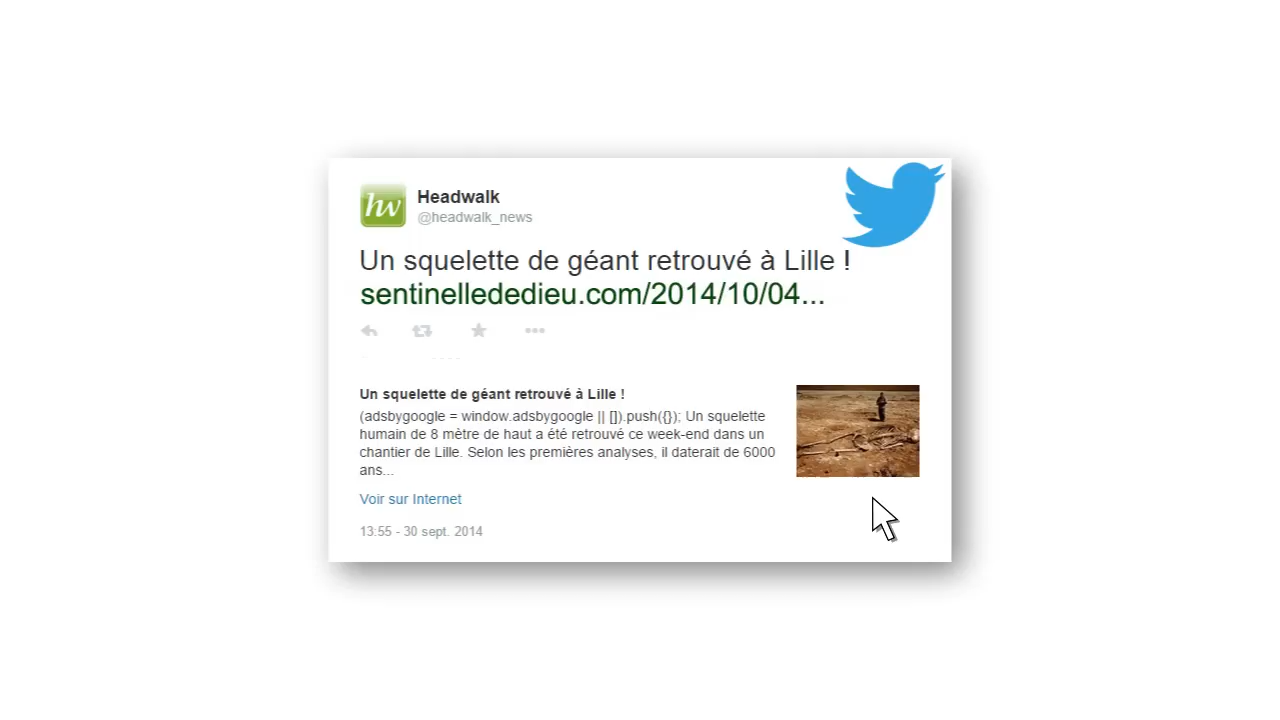 hw
Headwalk
@headwalk_news
Un squelette de géant retrouvé à Lille !
sentinellededieu.com/2014/10/04...
Un squelette de géant retrouvé à Lille !
(adsbygoogle = window.adsbygoogle || []).push({}); Un squelette
humain de 8 mètre de haut a été retrouvé ce week-end dans un
chantier de Lille. Selon les premières analyses, il daterait de 6000
ans...
Voir sur Internet
13:55 - 30 sept. 2014